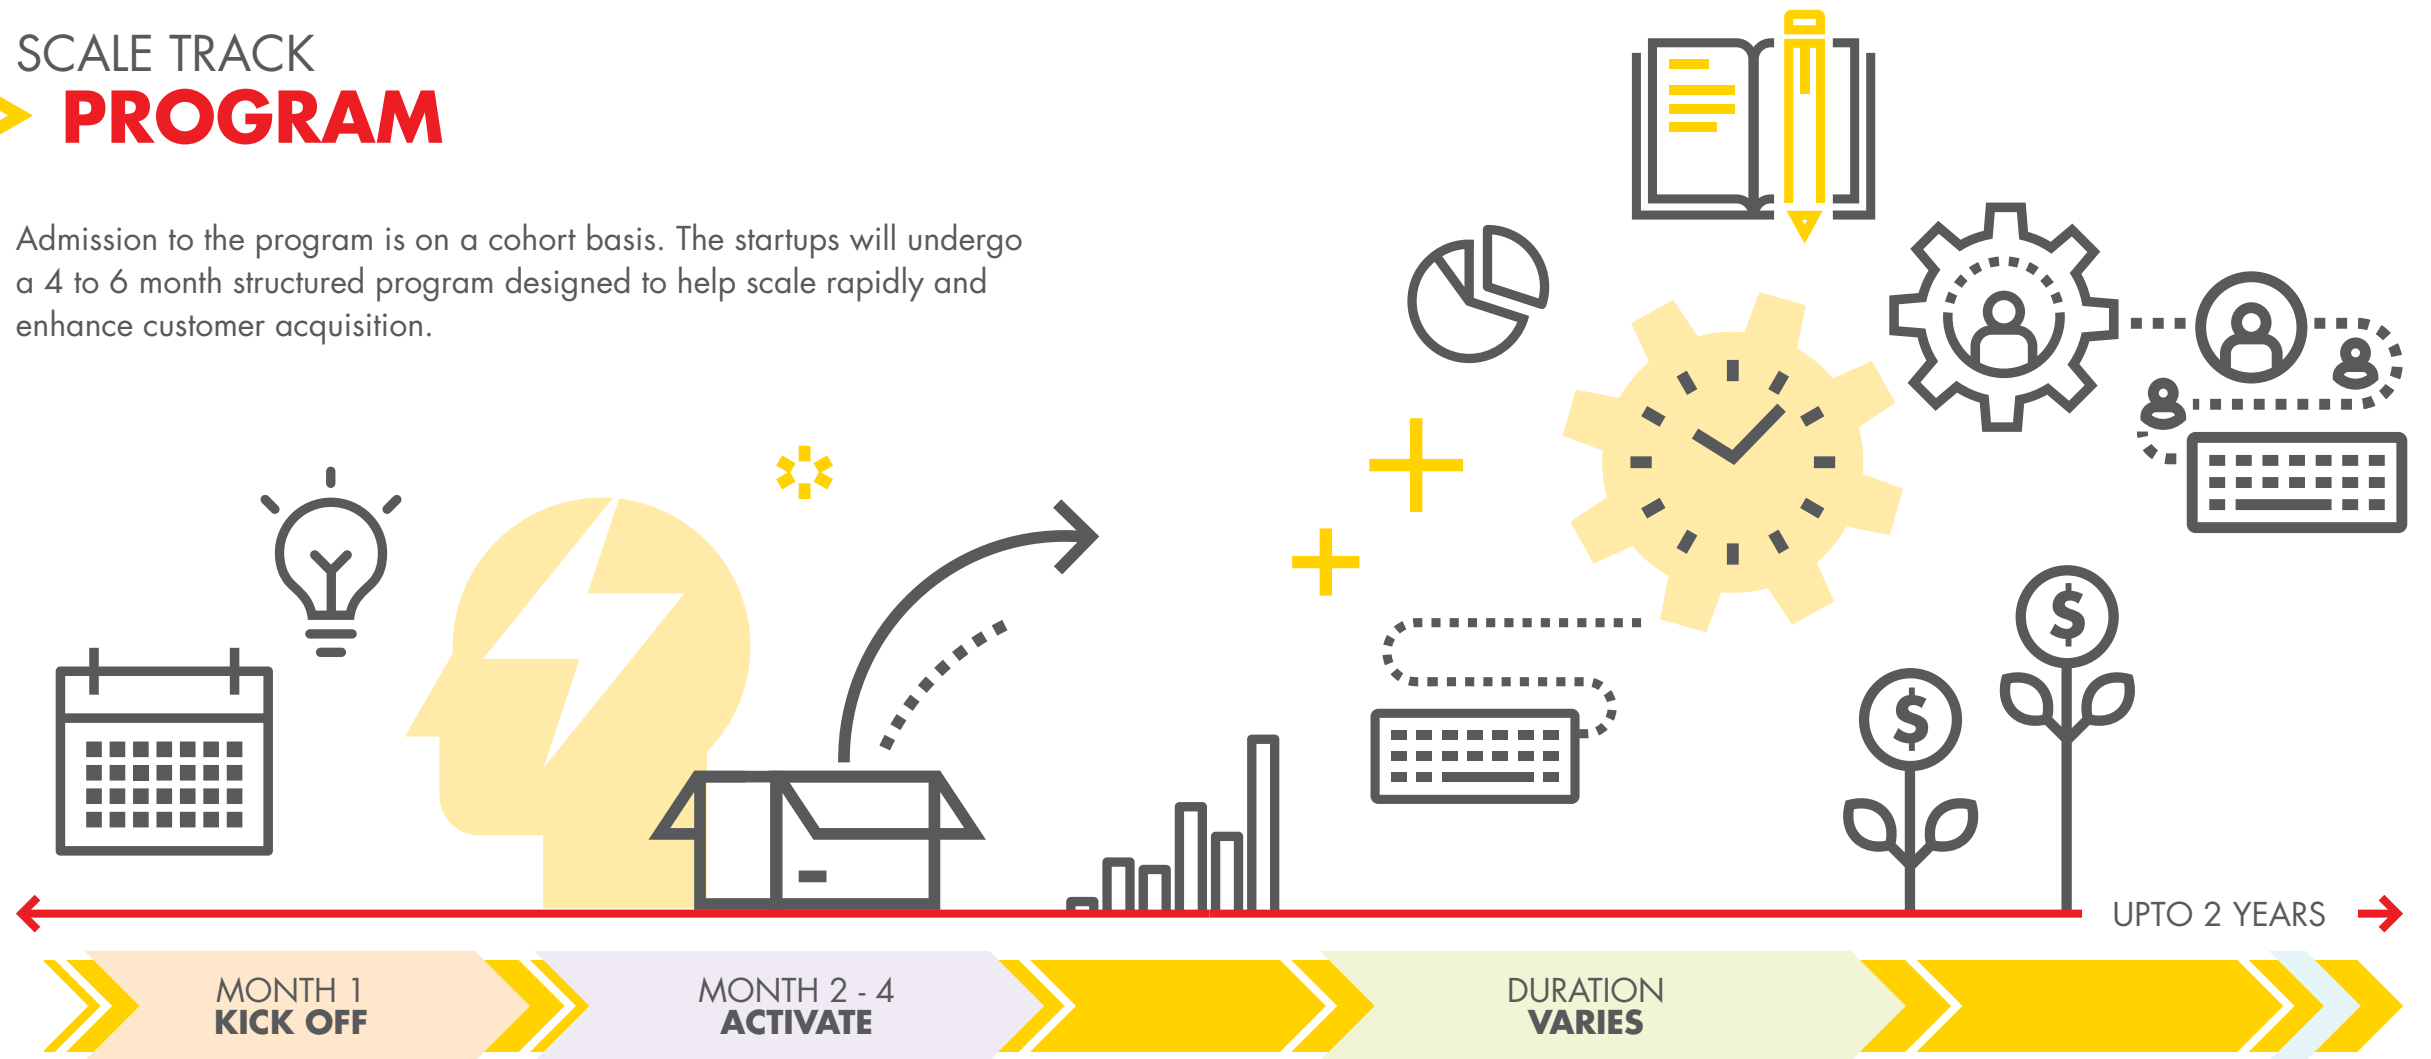 SCALE TRACK
PROGRAM
Admission to the program is on a cohort basis. The startups will undergo
a 4 to 6 month structured program designed to help scale rapidly and
enhance customer acquisition.
$
$
UPTO 2 YEARS
MONTH 1
KICK OFF
MONTH 2 - 4
ACTIVATE
DURATION
VARIES